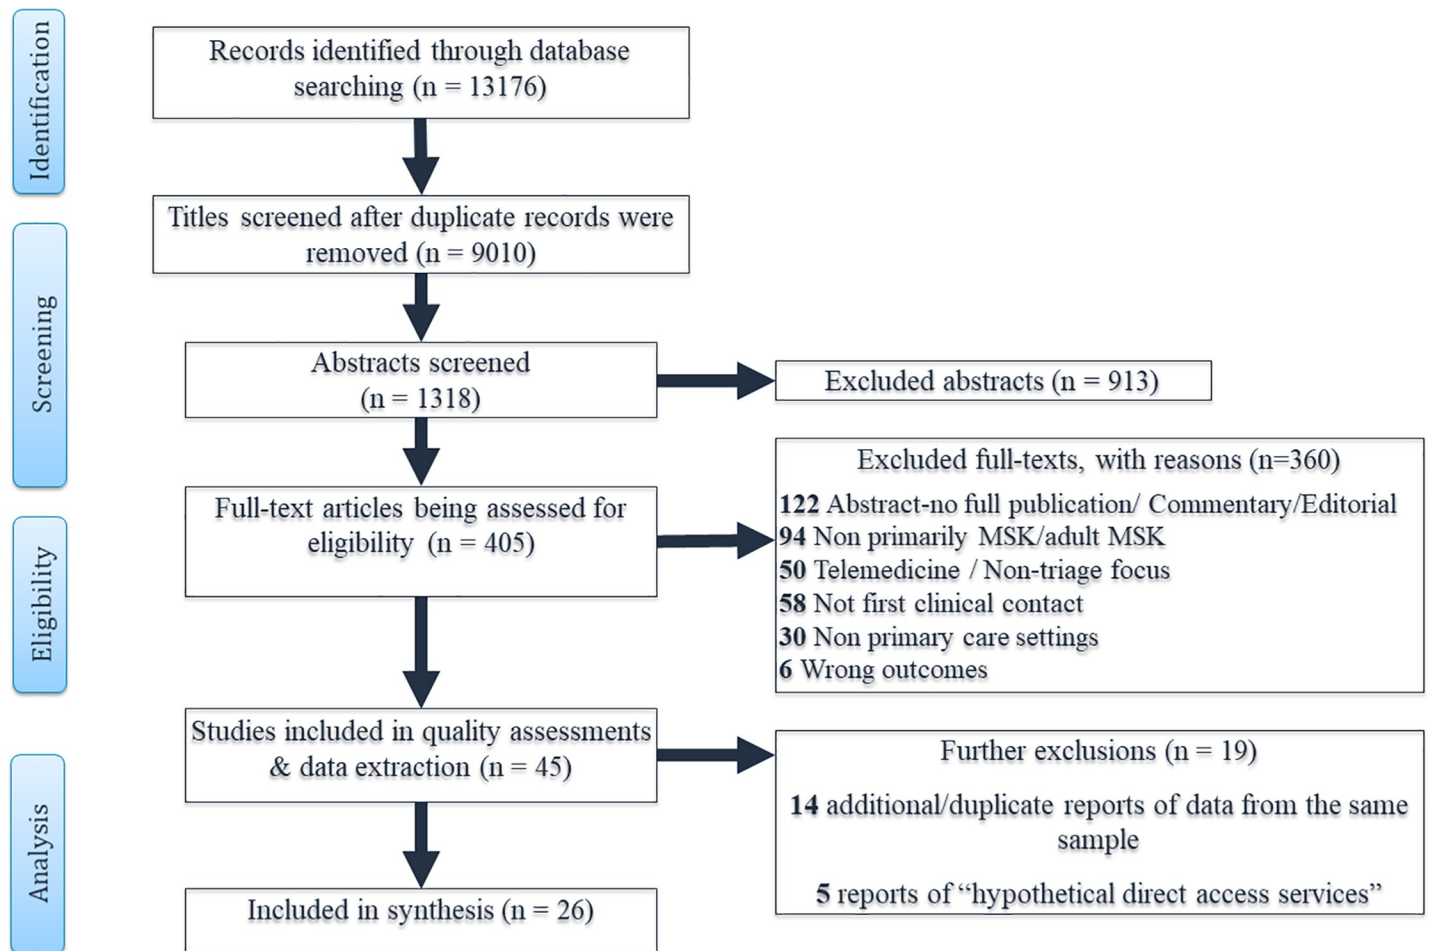 Identification
Records identified through database
searching (n = 13176)
Titles screened after duplicate records were
removed (n = 9010)
Screening
Abstracts screened
(n = 1318)
Excluded abstracts (n = 913)
Eligibility
Full-text articles being assessed for
eligibility (n = 405)
Excluded full-texts, with reasons (n=360)
122 Abstract-no full publication/ Commentary/Editorial
94 Non primarily MSK/adult MSK
50 Telemedicine / Non-triage focus
58 Not first clinical contact
30 Non primary care settings
6 Wrong outcomes
Analysis
Studies included in quality assessments
& data extraction (n = 45)
Further exclusions (n = 19)
14 additional/duplicate reports of data from the same
sample
5 reports of “hypothetical direct access services”
Included in synthesis (n = 26)